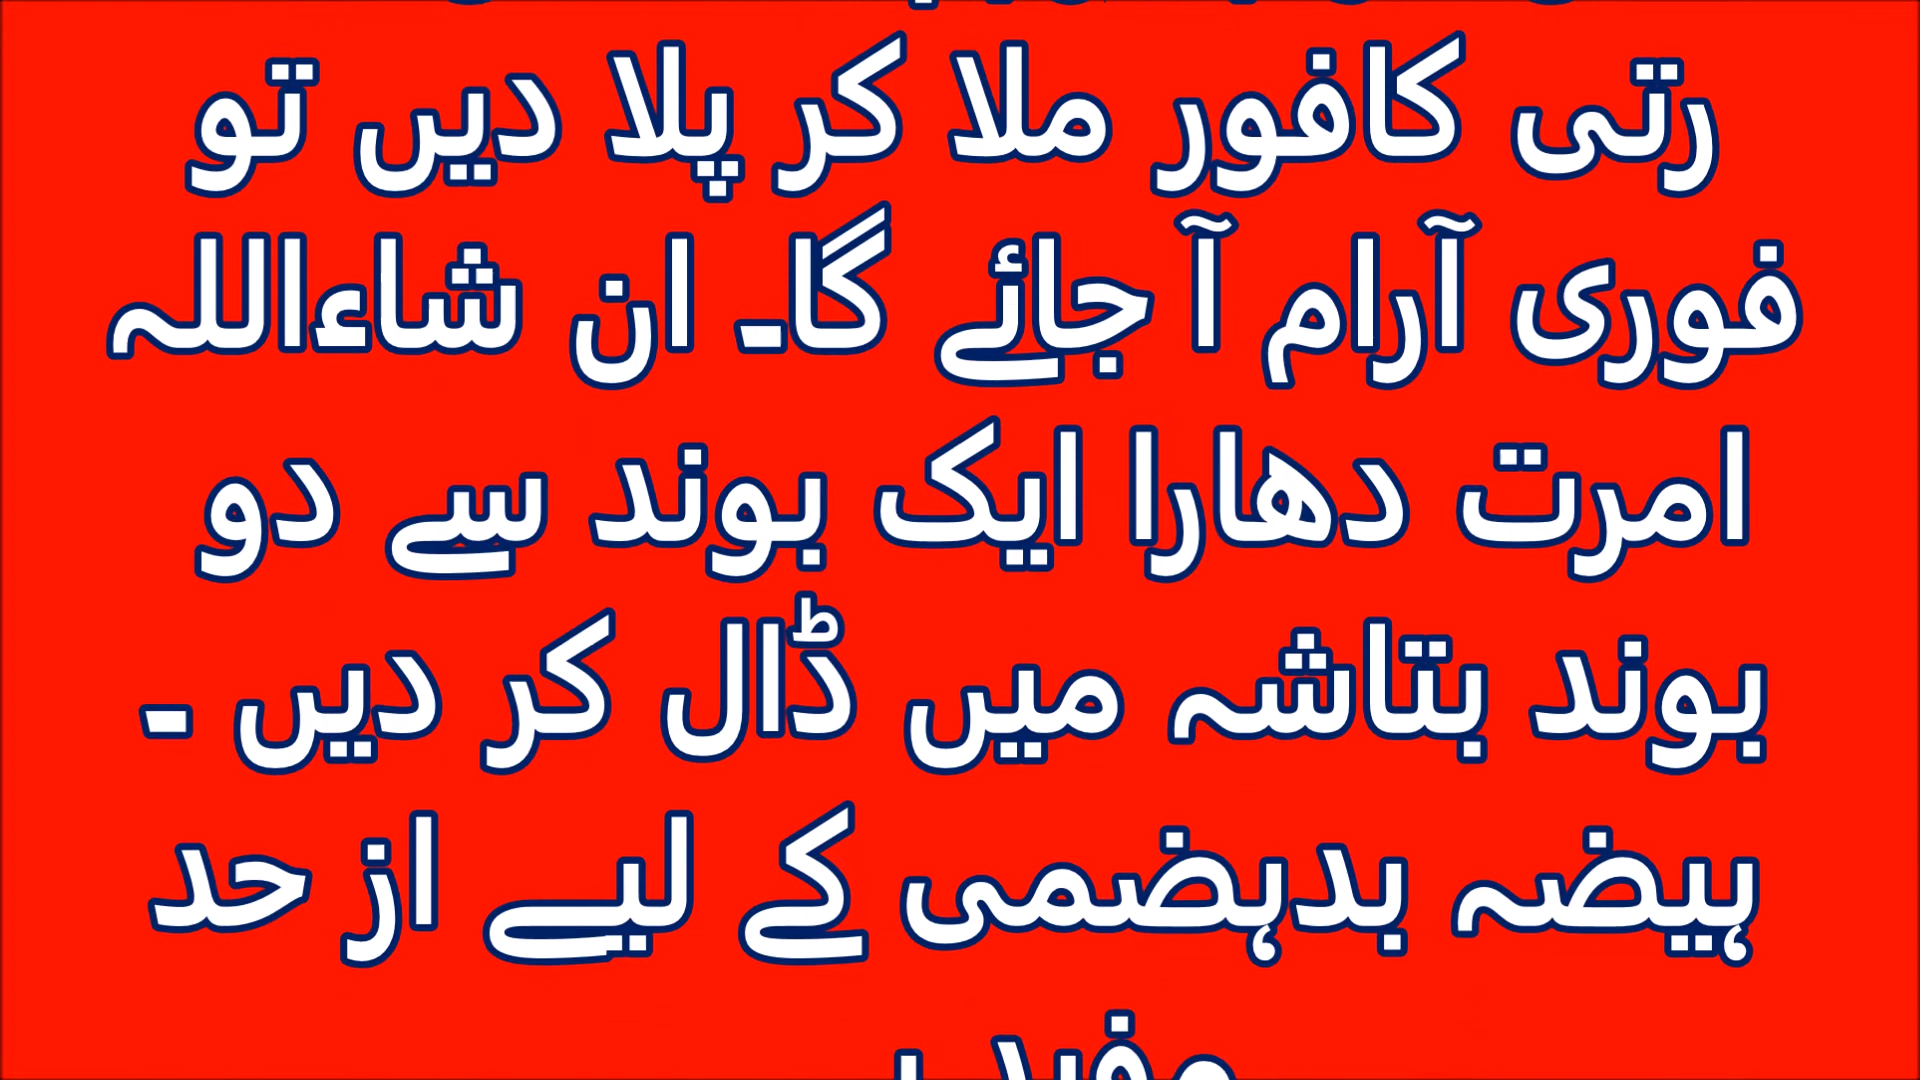 رتی کافور ملا کر پلا دیں تو
فوری آرام آ جائے گا۔ ان شاءاللہ
امرت دھارا ایک بوند سے دو
بوند بتاشہ میں ڈال کر دیں ۔
ہیضہ بدہضمی کے لیے از حد